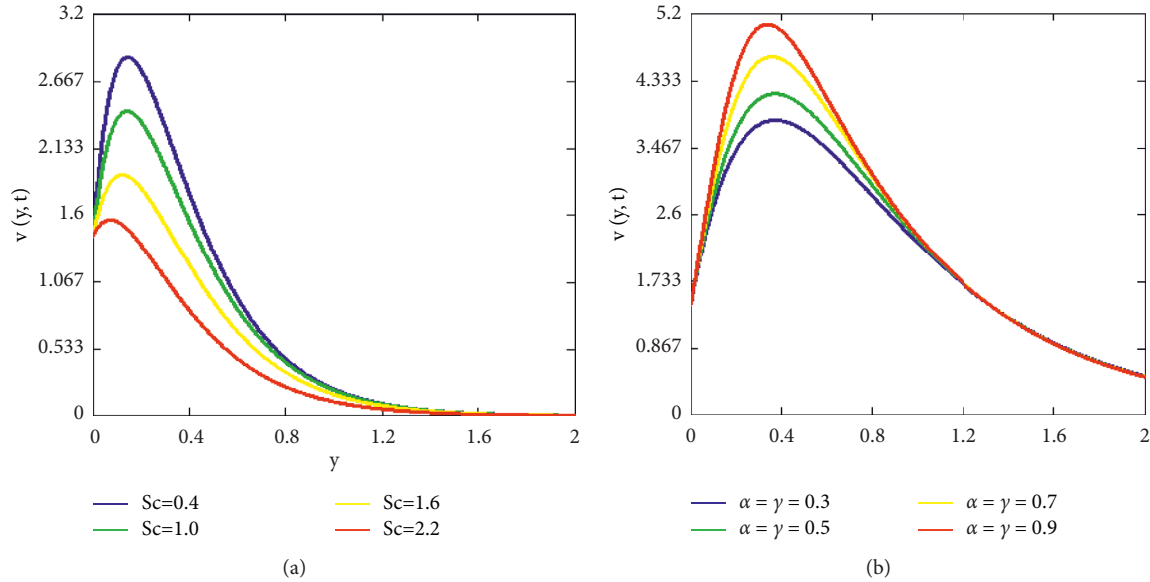 3.2
2.667
2.133
1.6
1.067
0.533
0
v (y, t)
0 0.4 0.8 1.2 1.6 2
y
Sc=0.4
Sc=1.0
Sc=1.6
Sc=2.2
(a)
5.2
4.333
3.467
2.6
1.733
0.867
0
v (y, t)
0 0.4 0.8 1.2 1.6 2
α = γ = 0.3
α = γ = 0.5
α = γ = 0.7
α = γ = 0.9
(b)